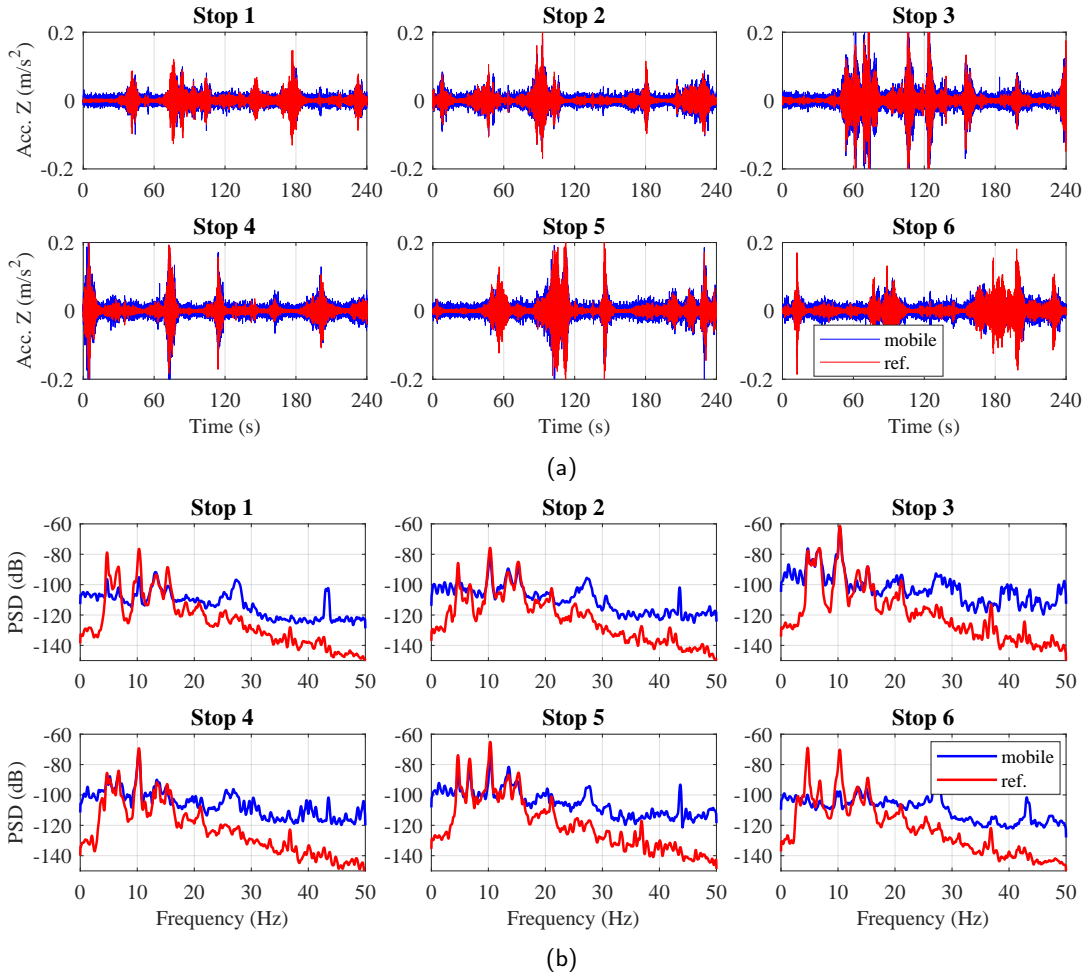 Stop 1 Stop 2 Stop 3
0.2 0.2 0.2
Acc. Z (m/s²)
0 0 0
-0.2 -0.2 -0.2
0 60 120 180 240 0 60 120 180 240 0 60 120 180 240
Stop 4 Stop 5 Stop 6
0.2 0.2 0.2
Acc. Z (m/s²)
0 0 0
mobile
ref.
-0.2 -0.2 -0.2
0 60 120 180 240 0 60 120 180 240 0 60 120 180 240
Time (s) Time (s) Time (s)
(a)
Stop 1 Stop 2 Stop 3
-60 -60 -60
-80 -80 -80
PSD (dB)
-100 -100 -100
-120 -120 -120
-140 -140 -140
0 10 20 30 40 50 0 10 20 30 40 50 0 10 20 30 40 50
Stop 4 Stop 5 Stop 6
-60 -60 -60
mobile
-80 -80 -80
ref.
PSD (dB)
-100 -100 -100
-120 -120 -120
-140 -140 -140
0 10 20 30 40 50 0 10 20 30 40 50 0 10 20 30 40 50
Frequency (Hz) Frequency (Hz) Frequency (Hz)
(b)